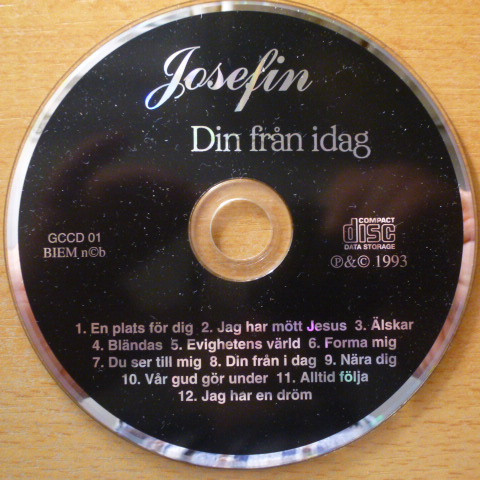 Josefin
Din från idag
GCCD 01
BIEM n©b
COMPACT
disc
DATA STORAGE
℗&© 1993
1. En plats för dig 2. Jag har mött Jesus 3. Älskar
4. Bländas 5. Evighetens värld 6. Forma mig
7. Du ser till mig 8. Din från i dag 9. Nära dig
10. Vår gud gör under 11. Alltid följa
12. Jag har en dröm